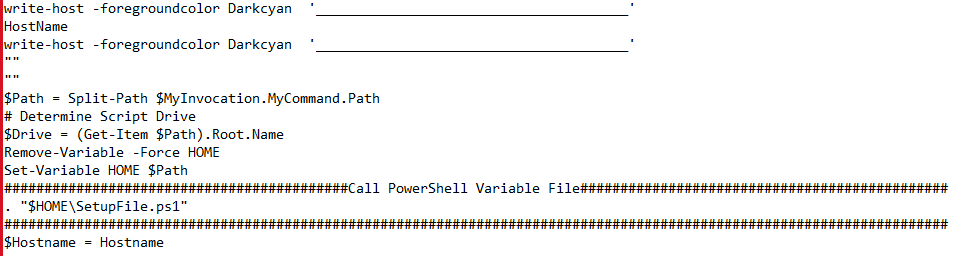 write-host -foregroundcolor Darkcyan  '_______________________________________'
HostName
write-host -foregroundcolor Darkcyan  '_______________________________________'
""
""
$Path = Split-Path $MyInvocation.MyCommand.Path
# Determine Script Drive
$Drive = (Get-Item $Path).Root.Name
Remove-Variable -Force HOME
Set-Variable HOME $Path
###########################################Call PowerShell Variable File##############################################
. "$HOME\SetupFile.ps1"
######################################################################################################################
$Hostname = Hostname